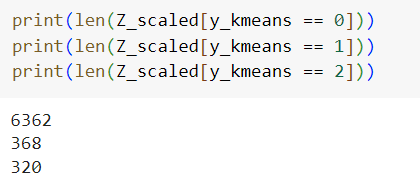 print(len(Z_scaled[y_kmeans == 0]))
print(len(Z_scaled[y_kmeans == 1]))
print(len(Z_scaled[y_kmeans == 2]))
6362
368
320